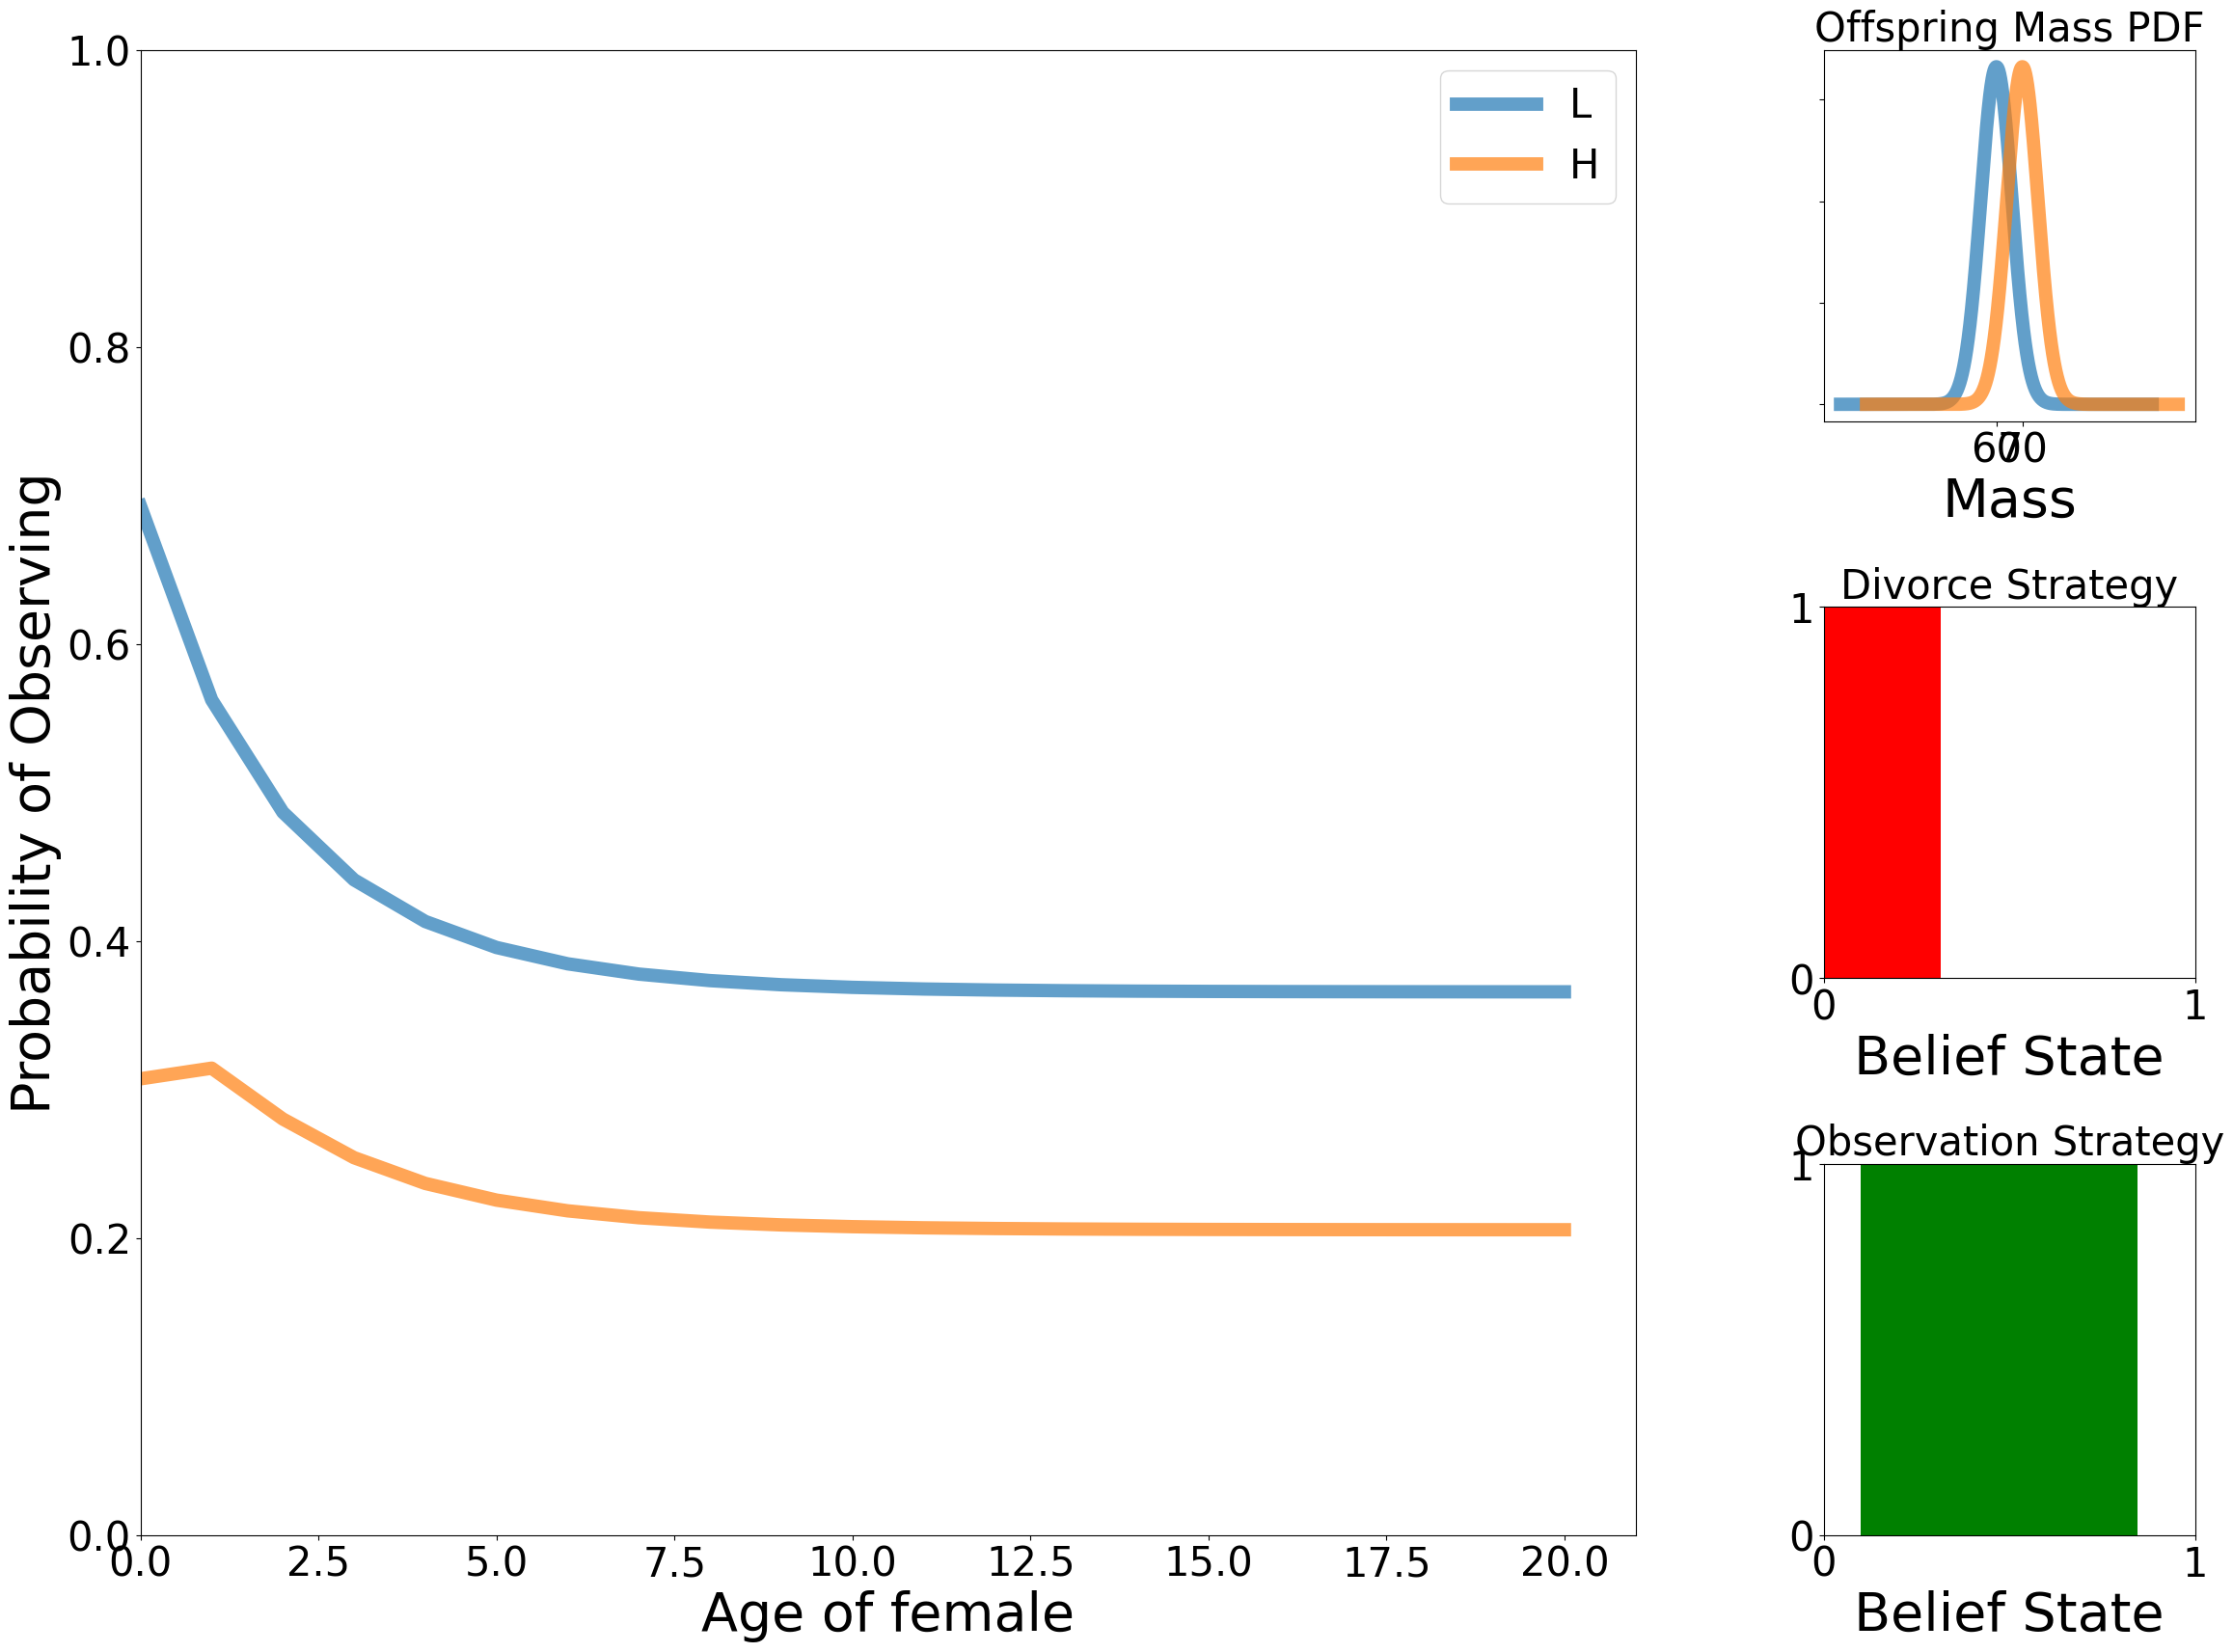 Probability of Observing
1.0
0.8
0.6
0.4
0.2
0.0
0.0 2.5 5.0 7.5 10.0 12.5 15.0 17.5 20.0
Age of female
L
H
Offspring Mass PDF
60 70
Mass
Divorce Strategy
1
0
0 1
Belief State
Observation Strategy
1
0
0 1
Belief State